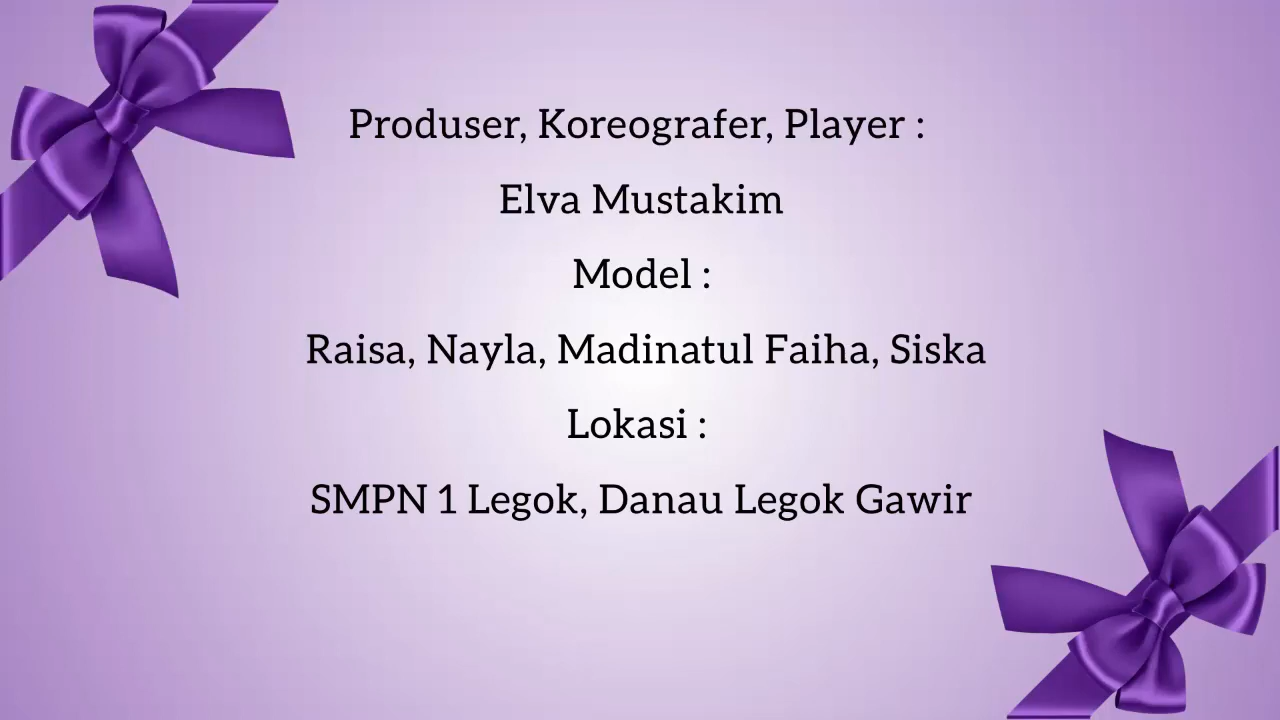 Produser, Koreografer, Player :
Elva Mustakim
Model :
Raisa, Nayla, Madinatul Faiha, Siska
Lokasi :
SMPN 1 Legok, Danau Legok Gawir